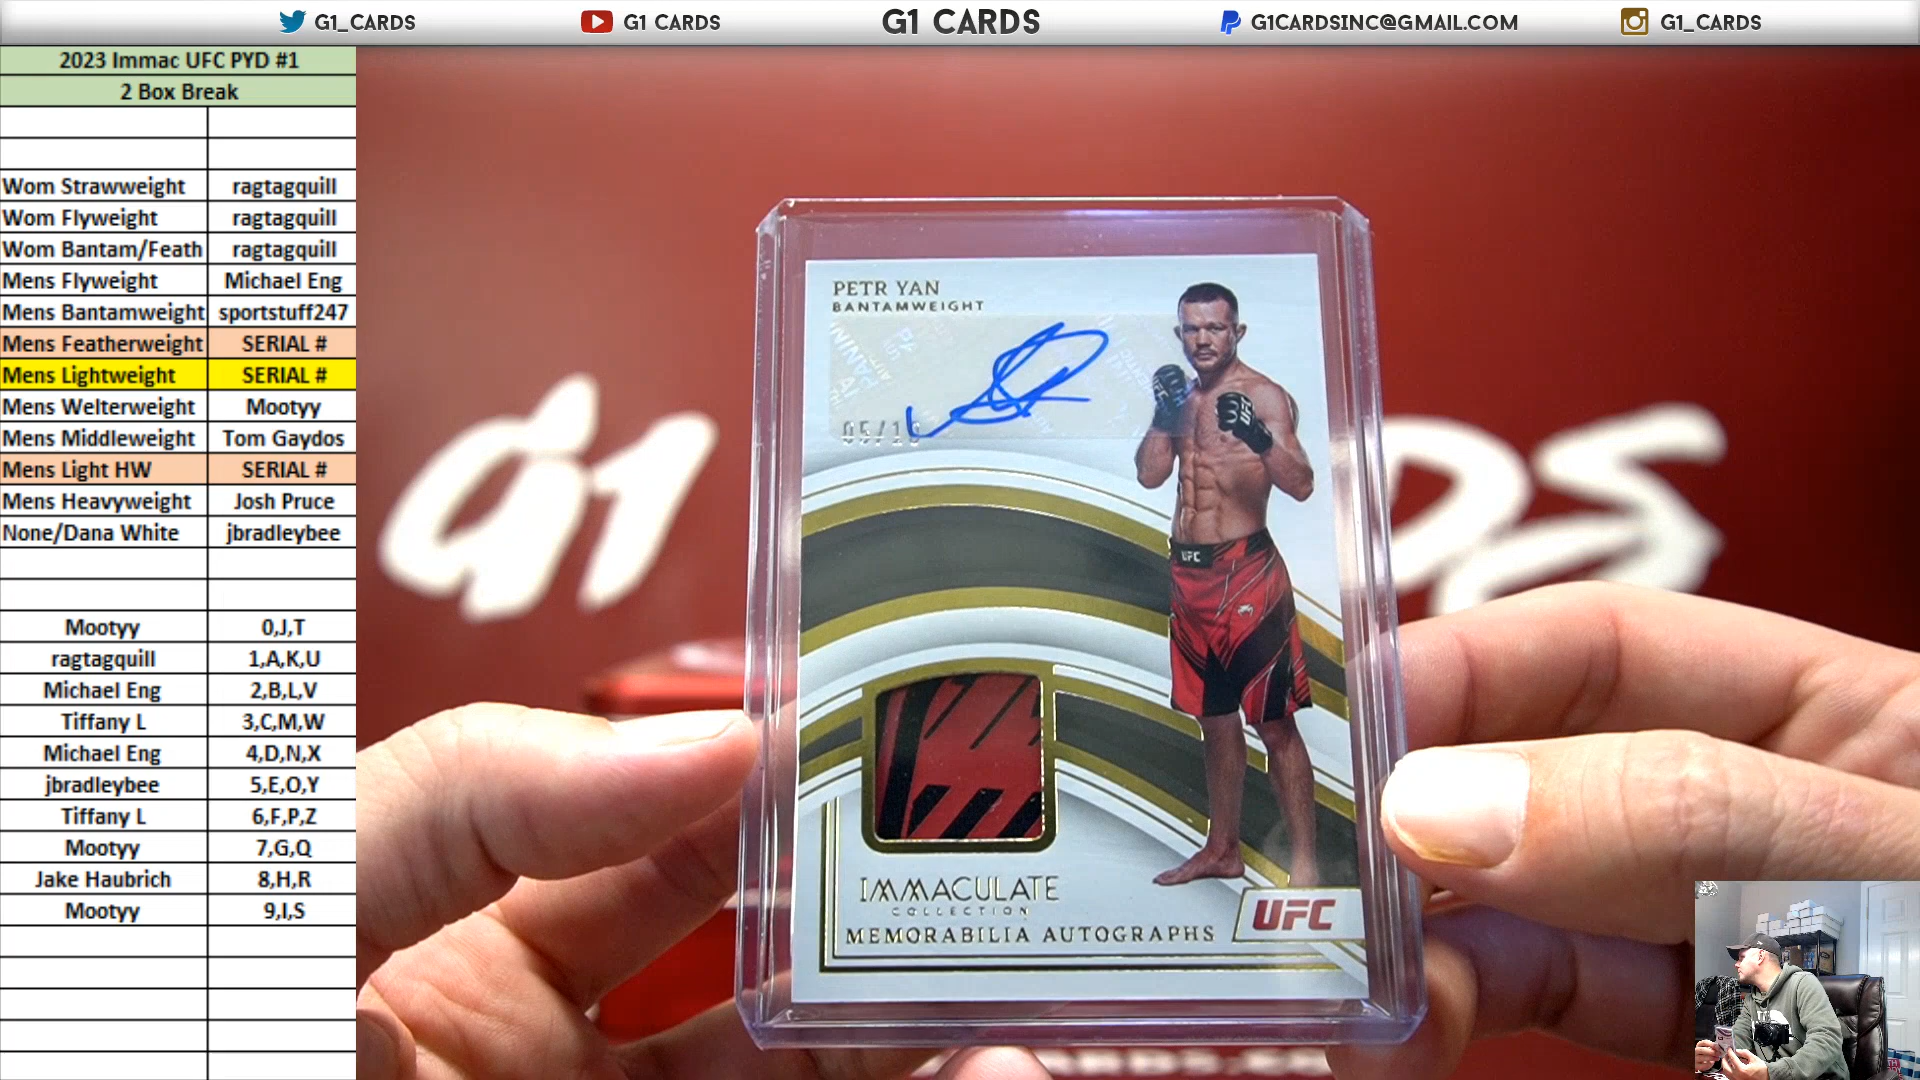 G1_CARDS
G1 CARDS
G1 CARDS
G1CARDSINC@GMAIL.COM
G1_CARDS
2023 Immac UFC PYD #1
2 Box Break
Wom Strawweight ragtagquill
Wom Flyweight ragtagquill
Wom Bantam/Feath ragtagquill
Mens Flyweight Michael Eng
Mens Bantamweight sportstuff247
Mens Featherweight SERIAL #
Mens Lightweight SERIAL #
Mens Welterweight Mootyy
Mens Middleweight Tom Gaydos
Mens Light HW SERIAL #
Mens Heavyweight Josh Pruce
None/Dana White jbradleybee
Mootyy 0,J,T
ragtagquill 1,A,K,U
Michael Eng 2,B,L,V
Tiffany L 3,C,M,W
Michael Eng 4,D,N,X
jbradleybee 5,E,O,Y
Tiffany L 6,F,P,Z
Mootyy 7,G,Q
Jake Haubrich 8,H,R
Mootyy 9,I,S
G1
DS
PETR YAN
BANTAMWEIGHT
UFC
UFC
IMMACULATE
COLLECTION
MEMORABILIA AUTOGRAPHS
UFC